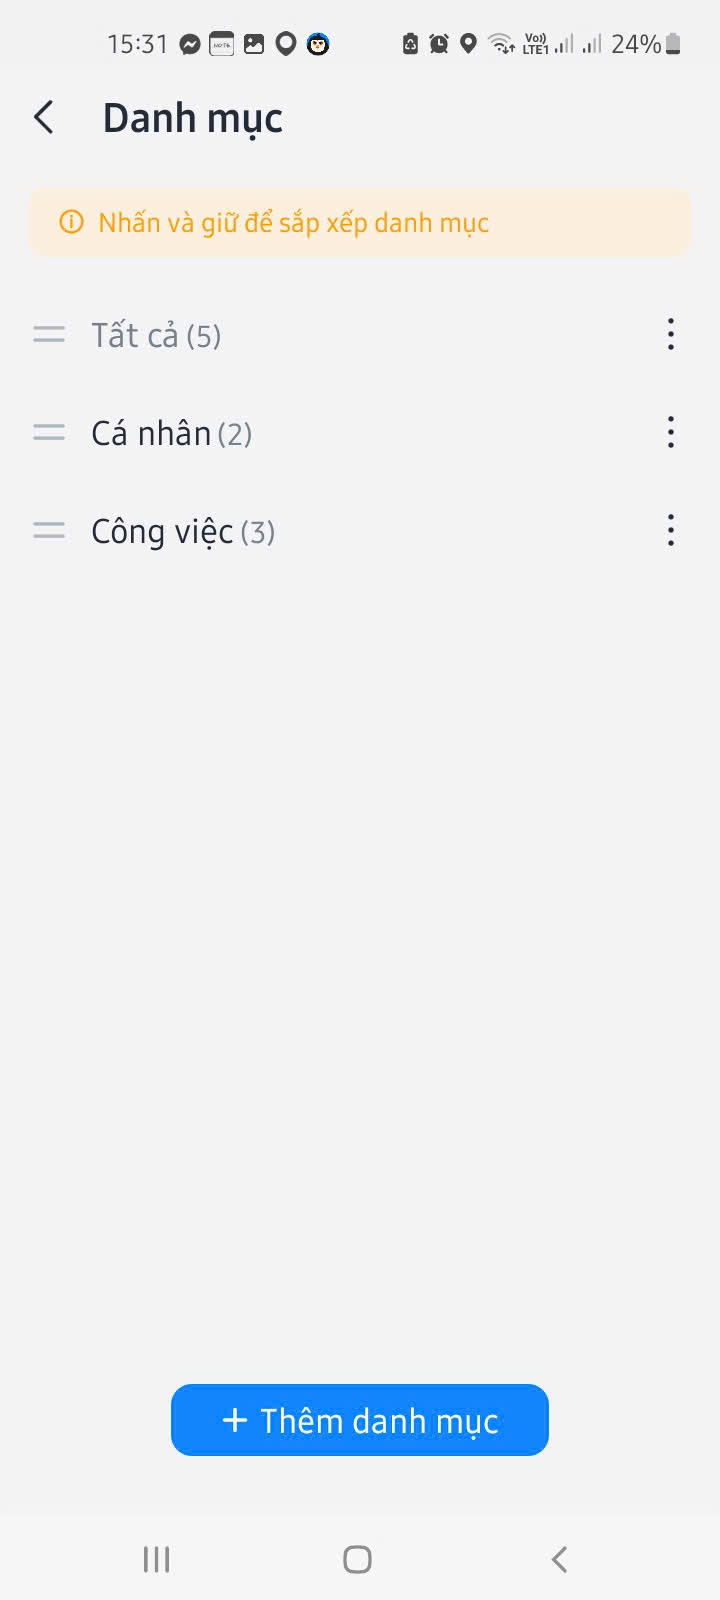 15:31 NOTE Vo)) LTE1 24%
Danh mục
Nhấn và giữ để sắp xếp danh mục
Tất cả (5)
Cá nhân (2)
Công việc (3)
+ Thêm danh mục